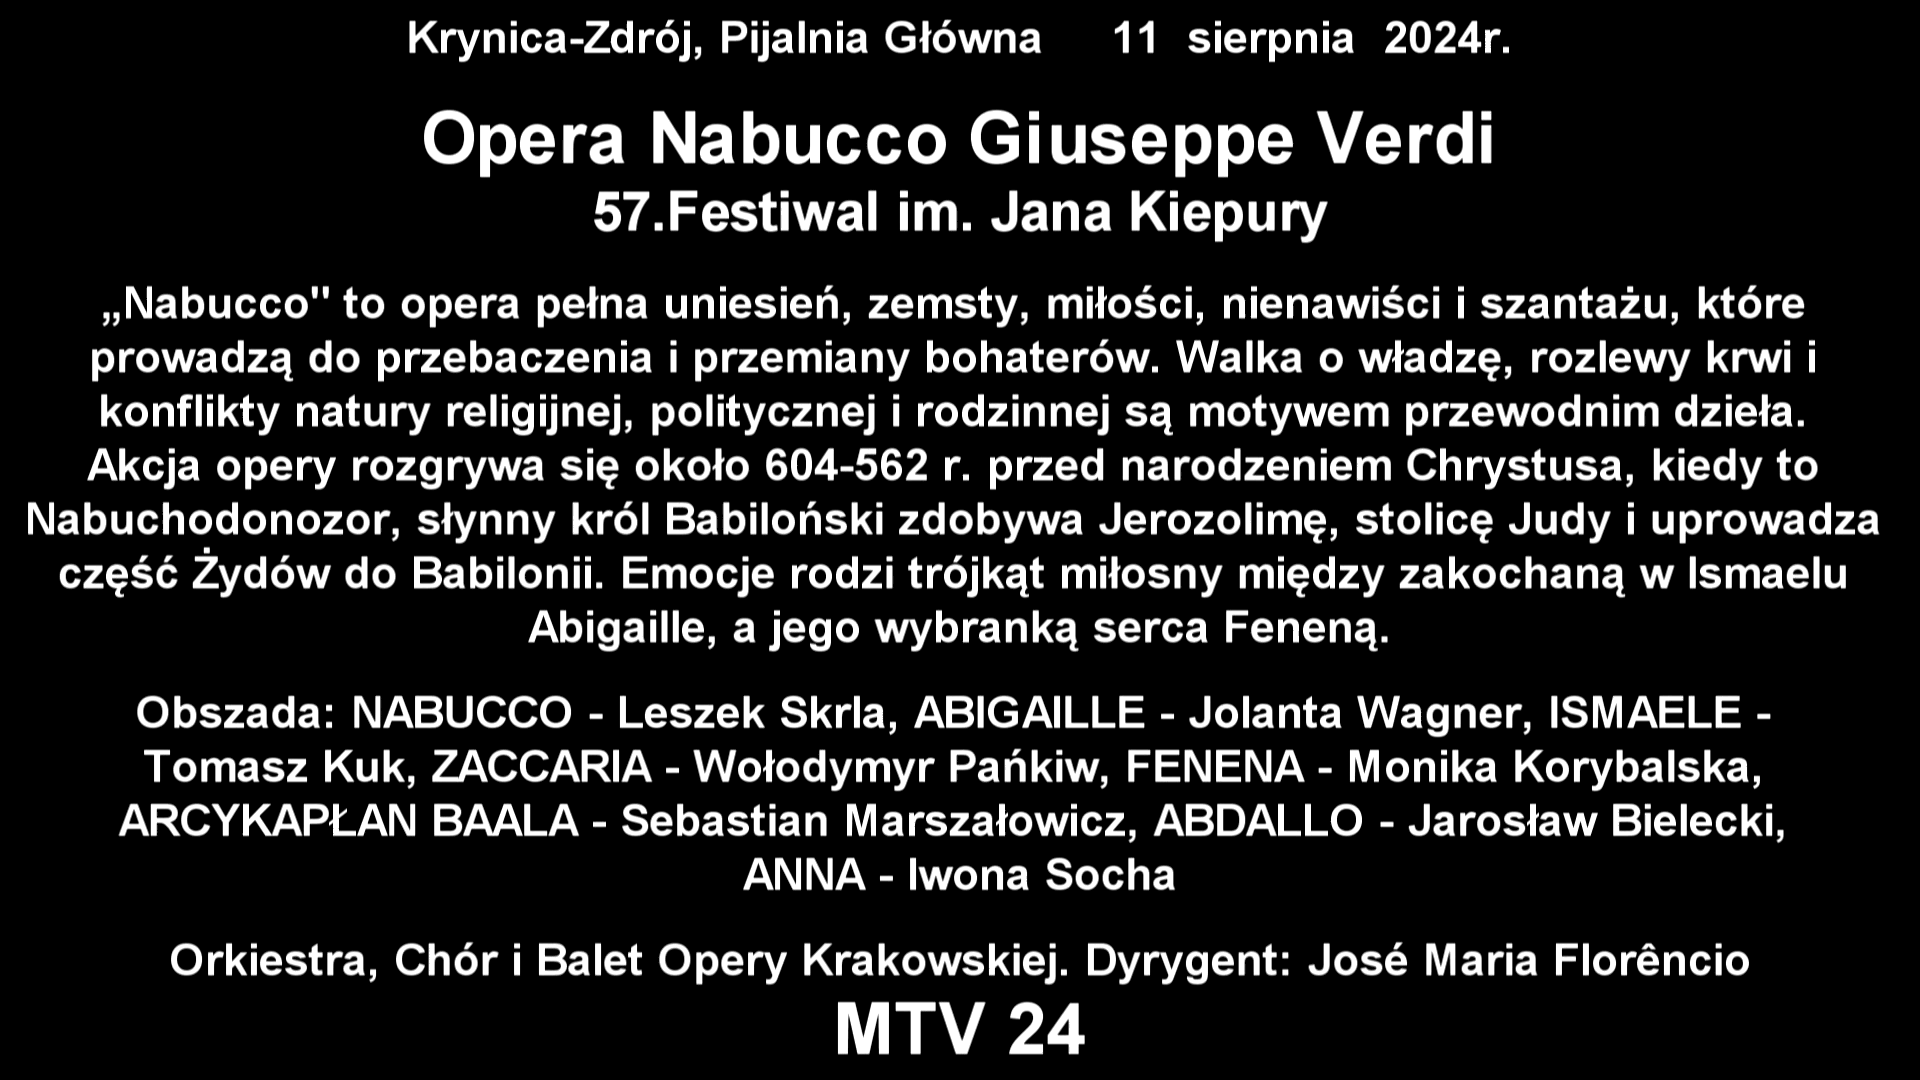 Krynica-Zdrój, Pijalnia Główna 11 sierpnia 2024r.
Opera Nabucco Giuseppe Verdi
57.Festiwal im. Jana Kiepury
„Nabucco" to opera pełna uniesień, zemsty, miłości, nienawiści i szantażu, które
prowadzą do przebaczenia i przemiany bohaterów. Walka o władzę, rozlewy krwi i
konflikty natury religijnej, politycznej i rodzinnej są motywem przewodnim dzieła.
Akcja opery rozgrywa się około 604-562 r. przed narodzeniem Chrystusa, kiedy to
Nabuchodonozor, słynny król Babiloński zdobywa Jerozolimę, stolicę Judy i uprowadza
część Żydów do Babilonii. Emocje rodzi trójkąt miłosny między zakochaną w Ismaelu
Abigaille, a jego wybranką serca Feneną.
Obszada: NABUCCO - Leszek Skrla, ABIGAILLE - Jolanta Wagner, ISMAELE -
Tomasz Kuk, ZACCARIA - Wołodymyr Pańkiw, FENENA - Monika Korybalska,
ARCYKAPŁAN BAALA - Sebastian Marszałowicz, ABDALLO - Jarosław Bielecki,
ANNA - Iwona Socha
Orkiestra, Chór i Balet Opery Krakowskiej. Dyrygent: José Maria Florêncio
MTV 24